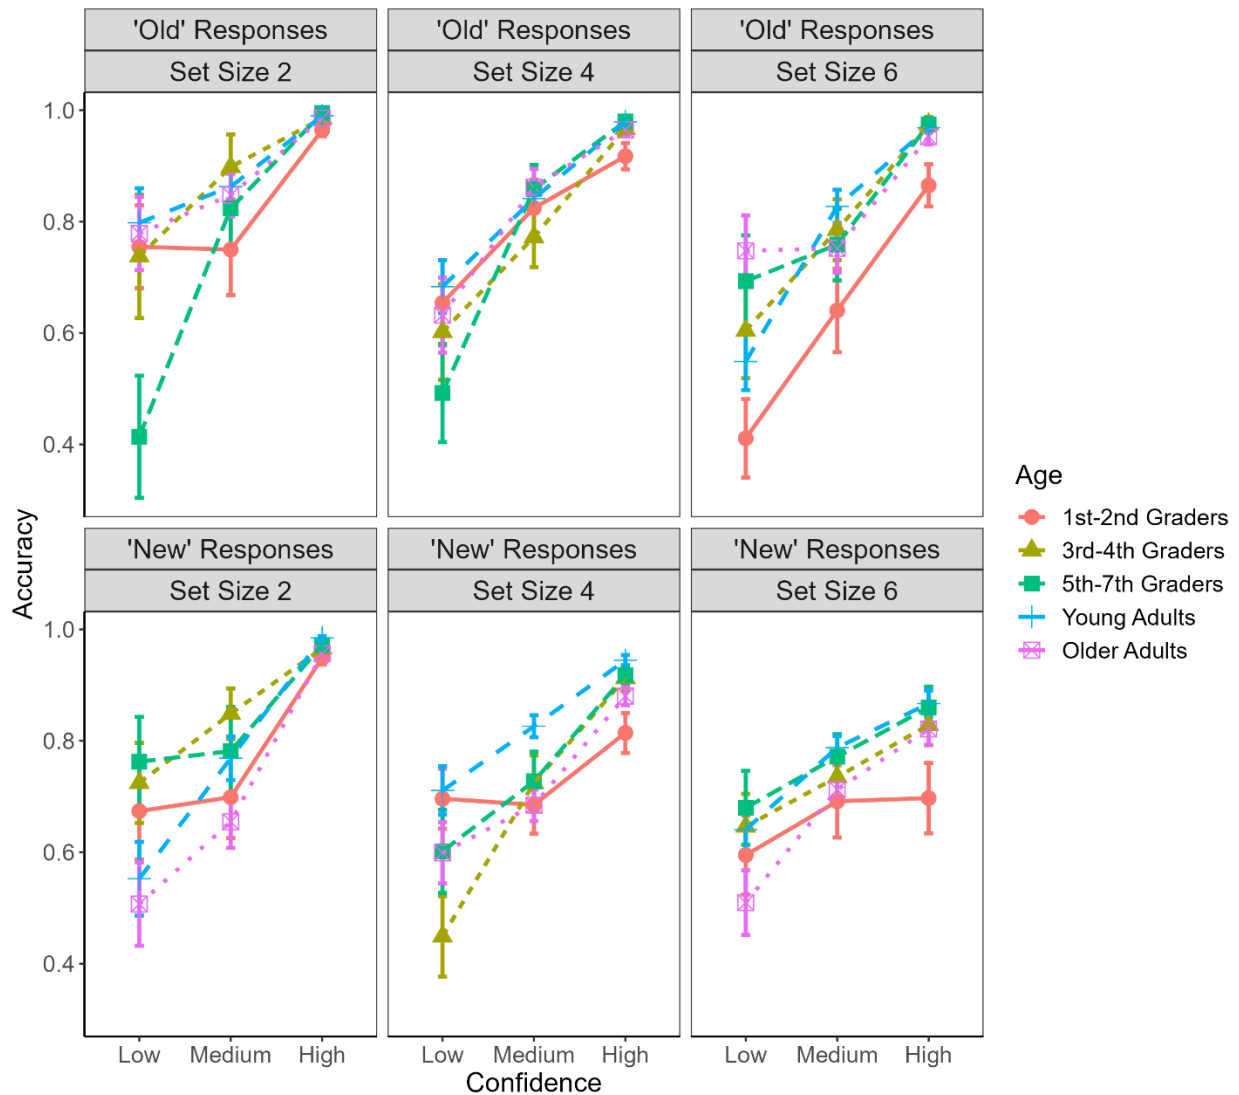 'Old' Responses
'Old' Responses
'Old' Responses
Set Size 2
Set Size 4
Set Size 6
1.0
0.8
0.6
0.4
Accuracy
'New' Responses
'New' Responses
'New' Responses
Set Size 2
Set Size 4
Set Size 6
1.0
0.8
0.6
0.4
Low
Medium
High
Low
Medium
High
Low
Medium
High
Confidence
Age
1st-2nd Graders
3rd-4th Graders
5th-7th Graders
Young Adults
Older Adults